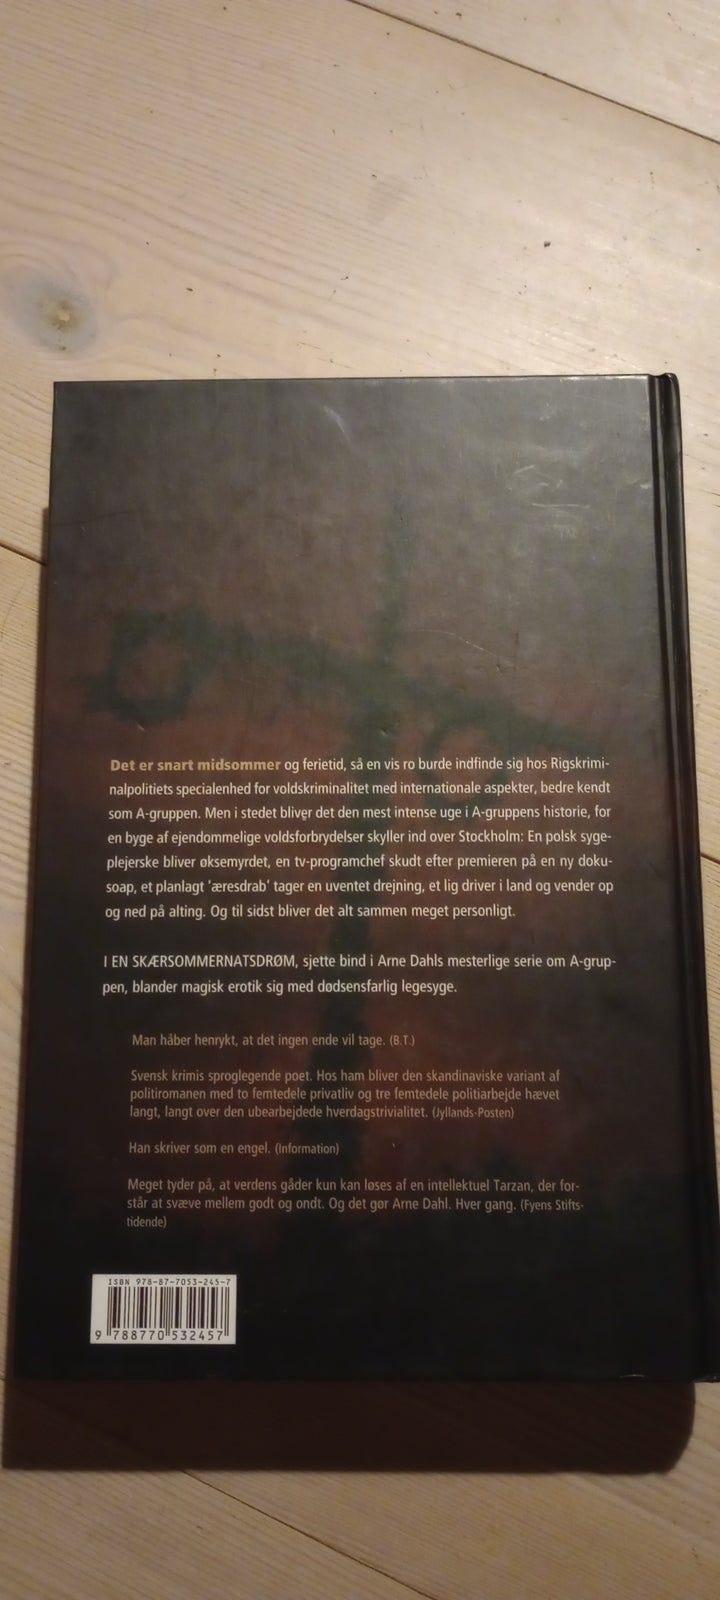 Det er snart midsommer og ferietid, så en vis ro burde indfinde sig hos Rigskrimi-
nalpolitiets specialenhed for voldskriminalitet med internationale aspekter, bedre kendt
som A-gruppen. Men i stedet bliver det den mest intense uge i A-gruppens historie, for
en byge af ejendommelige voldsforbrydelser skyller ind over Stockholm: En polsk syge-
plejerske bliver øksemyrdet, en tv-programchef skudt efter premieren på en ny doku-
soap, et planlagt 'æresdrab' tager en uventet drejning, et lig driver i land og vender op
og ned på alting. Og til sidst bliver det alt sammen meget personligt.
I EN SKÆRSOMMERNATSDRØM, sjette bind i Arne Dahls mesterlige serie om A-grup-
pen, blander magisk erotik sig med dødsensfarlig legesyge.
Man håber henrykt, at det ingen ende vil tage. (B.T.)
Svensk krimis sproglegende poet. Hos ham bliver den skandinaviske variant af
politiromanen med to femtedele privatliv og tre femtedele politiarbejde hævet
langt, langt over den ubearbejdede hverdagstrivialitet. (Jyllands-Posten)
Han skriver som en engel. (Information)
Meget tyder på, at verdens gåder kun kan løses af en intellektuel Tarzan, der for-
står at svæve mellem godt og ondt. Og det gør Arne Dahl. Hver gang. (Fyens Stifts-
tidende)
ISBN 978-87-7053-245-7
9 788770 532457